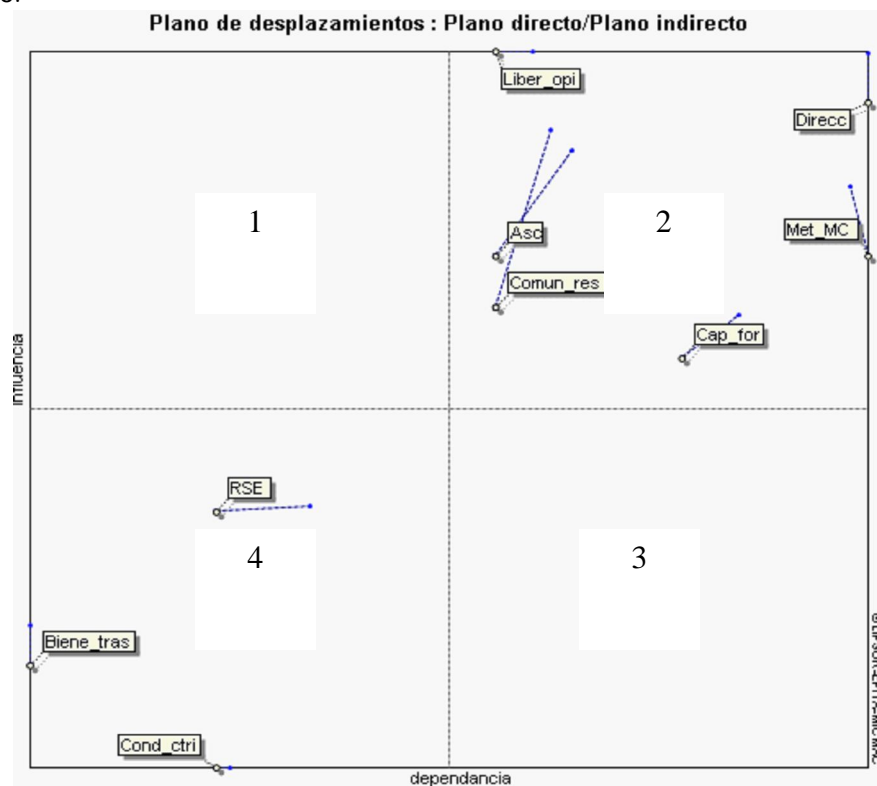 Plano de desplazamientos : Plano directo/Plano indirecto
Liber_opi
Direcc
1
2
Asc
Met_MC
Comun_res
Cap_for
influencia
RSE
4
3
Biene_tras
Cond_ctri
dependancia